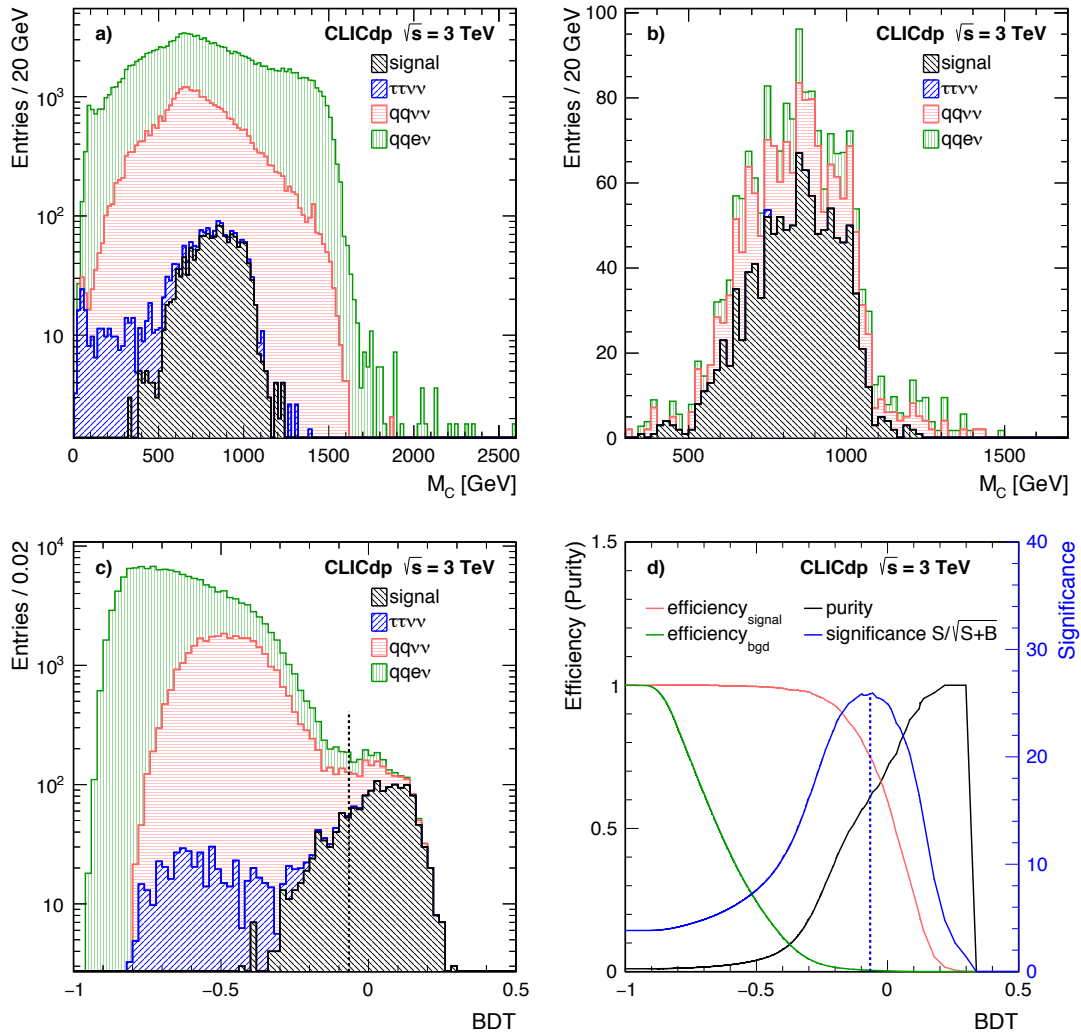 a) CLICdp √s = 3 TeV
signal
ττνν
qqνν
qqeν
Entries / 20 GeV
10³
10²
10
0 500 1000 1500 2000 2500
M_C [GeV]
b) CLICdp √s = 3 TeV
signal
ττνν
qqνν
qqeν
Entries / 20 GeV
100
80
60
40
20
0
500 1000
M_C [GeV]
c) CLICdp √s = 3 TeV
signal
ττνν
qqνν
qqeν
Entries / 0.02
10⁴
10³
10²
10
−1 −0.5 0 0.5
BDT
d) CLICdp √s = 3 TeV
efficiency_signal purity
efficiency_bgd significance S/√S+B
Efficiency (Purity)
1.5
1
0.5
0
−1 −0.5 0 0.5
BDT
Significance
40
30
20
10
0